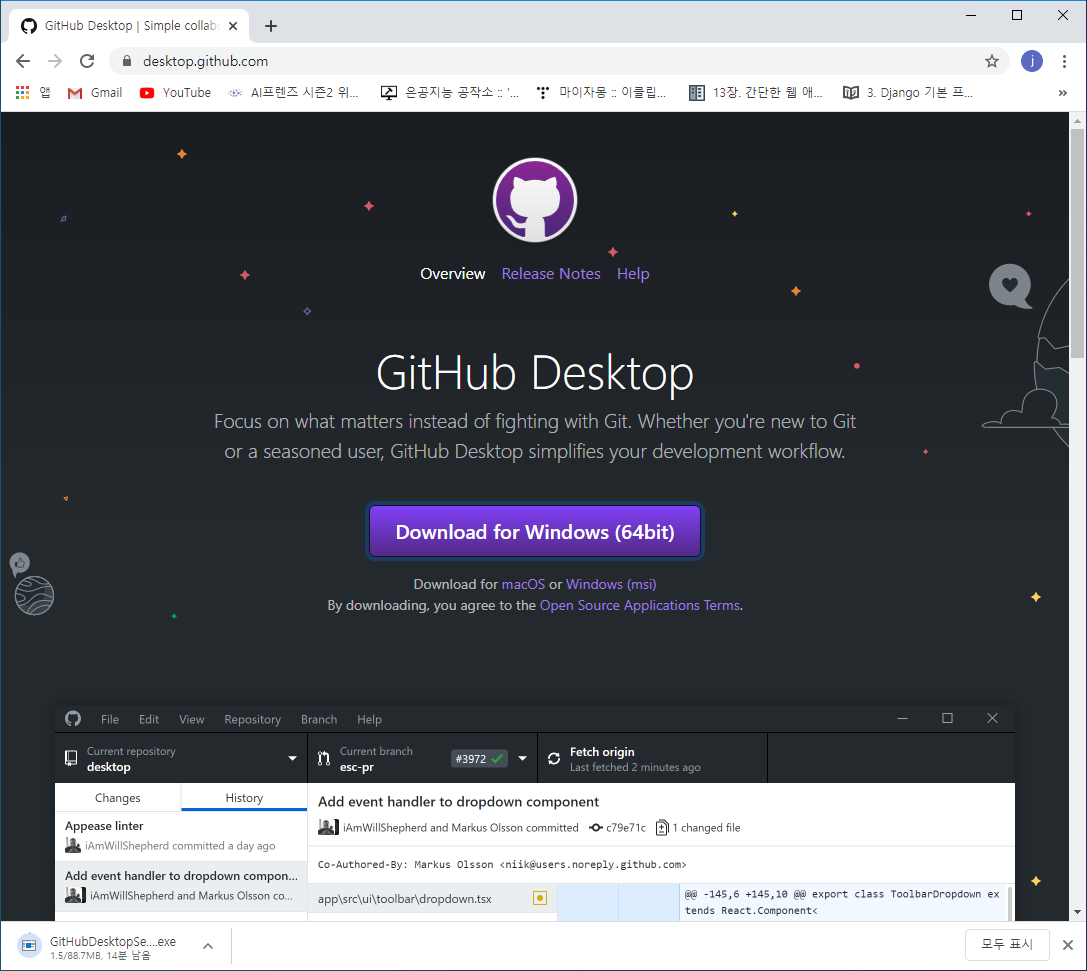 GitHub Desktop | Simple collab
desktop.github.com
j
앱 Gmail YouTube AI프렌즈 시즌2 위... 은공지능 공작소 :: '... 마이자몽 :: 이클립... 13장. 간단한 웹 애... 3. Django 기본 프... »
Overview Release Notes Help
GitHub Desktop
Focus on what matters instead of fighting with Git. Whether you're new to Git
or a seasoned user, GitHub Desktop simplifies your development workflow.
Download for Windows (64bit)
Download for macOS or Windows (msi)
By downloading, you agree to the Open Source Applications Terms.
File Edit View Repository Branch Help
Current repository
desktop
Current branch
esc-pr
#3972
Fetch origin
Last fetched 2 minutes ago
Changes History
Appease linter
iAmWillShepherd committed a day ago
Add event handler to dropdown compon...
iAmWillShepherd and Markus Olsson co...
Add event handler to dropdown component
iAmWillShepherd and Markus Olsson committed c79e71c 1 changed file
Co-Authored-By: Markus Olsson <niik@users.noreply.github.com>
app\src\ui\toolbar\dropdown.tsx
@@ -145,6 +145,10 @@ export class ToolbarDropdown ex
tends React.Component<
GitHubDesktopSe....exe
1.5/88.7MB, 14분 남음
모두 표시